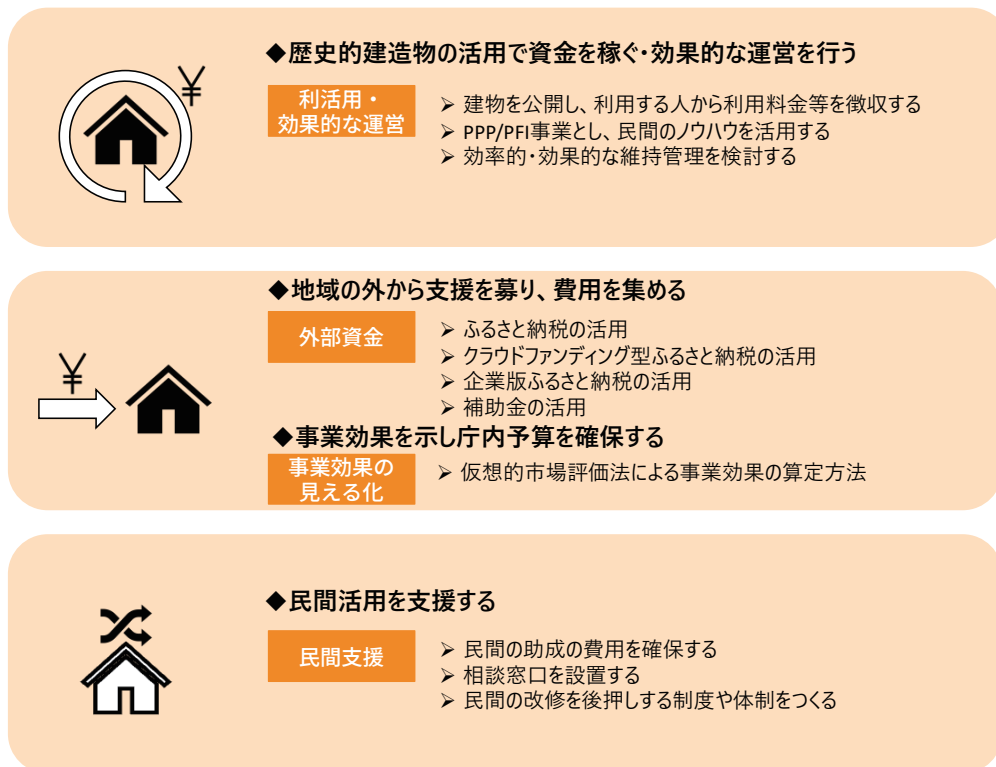 ◆歴史的建造物の活用で資金を稼ぐ・効果的な運営を行う
¥
利活用・
効果的な運営
➢ 建物を公開し、利用する人から利用料金等を徴収する
➢ PPP/PFI事業とし、民間のノウハウを活用する
➢ 効率的・効果的な維持管理を検討する
◆地域の外から支援を募り、費用を集める
¥
外部資金
➢ ふるさと納税の活用
➢ クラウドファンディング型ふるさと納税の活用
➢ 企業版ふるさと納税の活用
➢ 補助金の活用
◆事業効果を示し庁内予算を確保する
事業効果の
見える化
➢ 仮想的市場評価法による事業効果の算定方法
◆民間活用を支援する
民間支援
➢ 民間の助成の費用を確保する
➢ 相談窓口を設置する
➢ 民間の改修を後押しする制度や体制をつくる